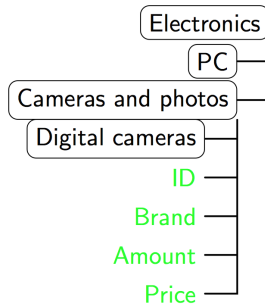 Electronics
PC
Cameras and photos
Digital cameras
ID
Brand
Amount
Price